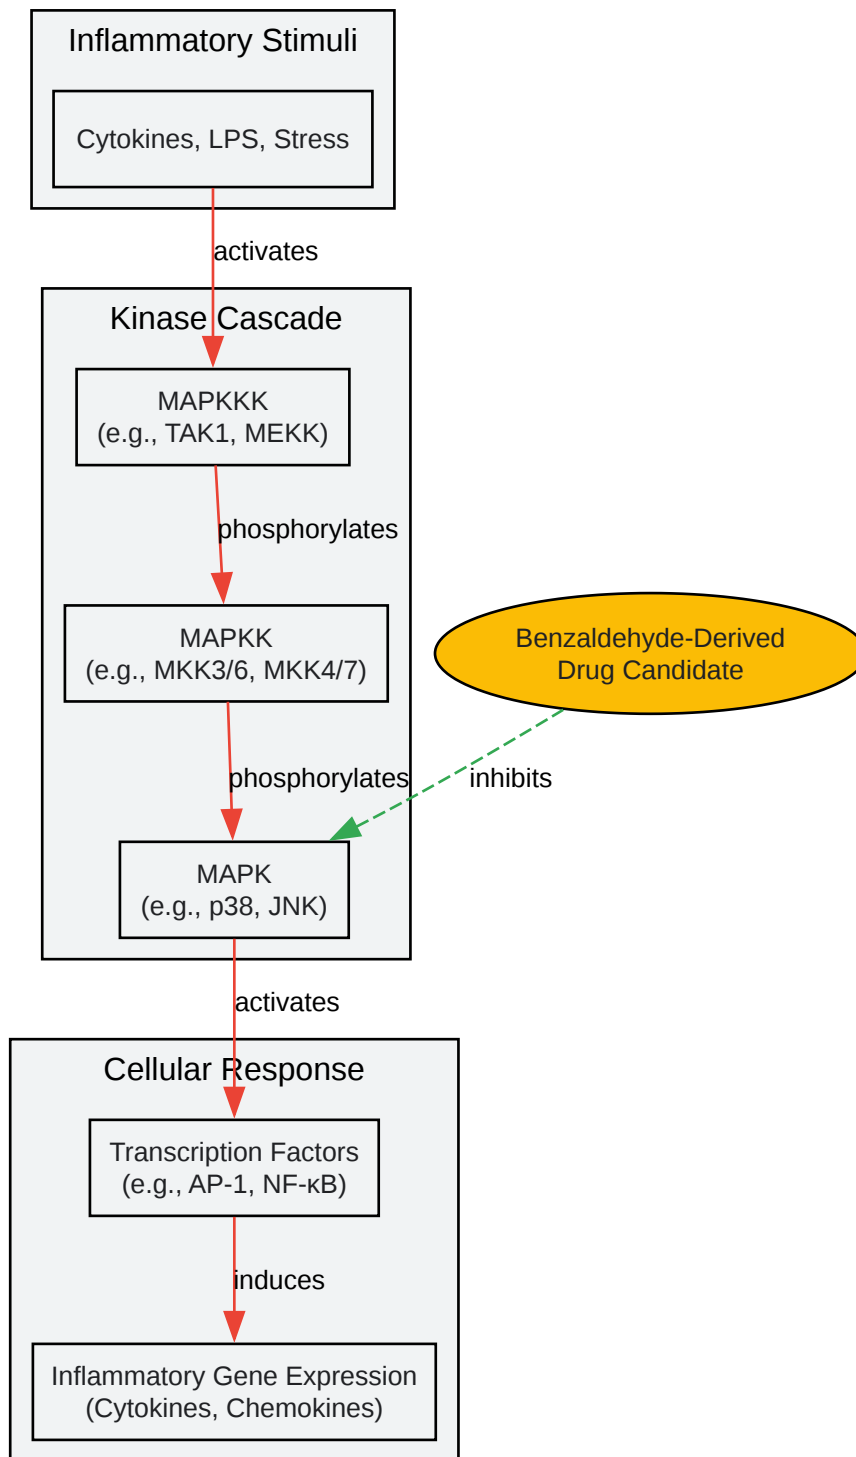 Inflammatory Stimuli
Cytokines, LPS, Stress
activates
Kinase Cascade
MAPKKK
(e.g., TAK1, MEKK)
phosphorylates
MAPKK
(e.g., MKK3/6, MKK4/7)
Benzaldehyde-Derived
Drug Candidate
phosphorylates
inhibits
MAPK
(e.g., p38, JNK)
activates
Cellular Response
Transcription Factors
(e.g., AP-1, NF-κB)
induces
Inflammatory Gene Expression
(Cytokines, Chemokines)